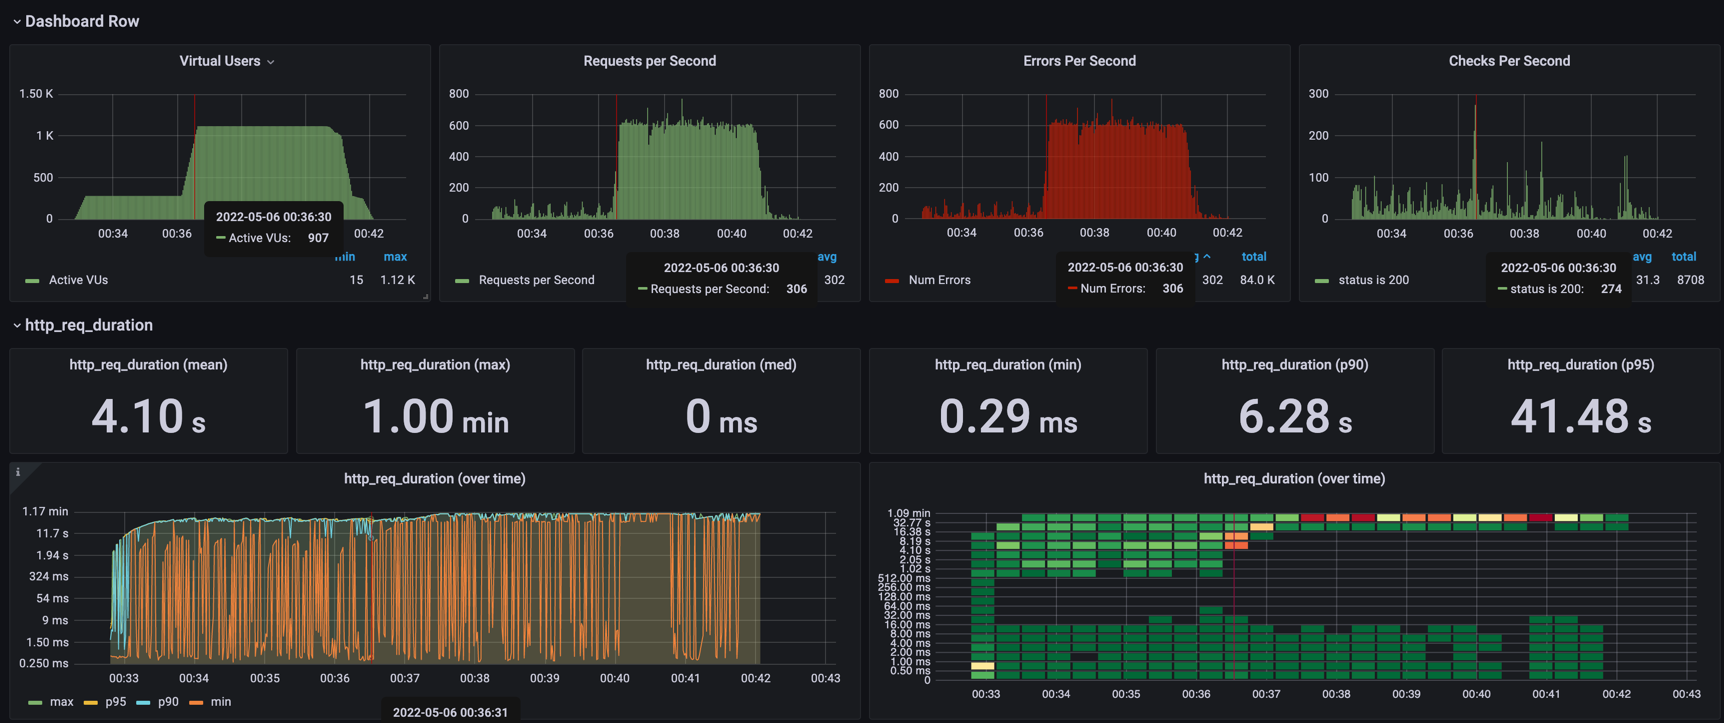 Dashboard Row
Virtual Users
1.50 K
1 K
500
0
00:34
00:36
00:42
2022-05-06 00:36:30
Active VUs: 907
min
max
Active VUs
15
1.12 K
Requests per Second
800
600
400
200
0
00:34
00:36
00:38
00:40
00:42
2022-05-06 00:36:30
Requests per Second: 306
avg
Requests per Second
302
Errors Per Second
800
600
400
200
0
00:34
00:36
00:38
00:40
00:42
2022-05-06 00:36:30
Num Errors: 306
g
total
Num Errors
302
84.0 K
Checks Per Second
300
200
100
0
00:34
00:36
00:38
00:40
00:42
2022-05-06 00:36:30
status is 200: 274
avg
total
status is 200
31.3
8708
http_req_duration
http_req_duration (mean)
4.10 s
http_req_duration (max)
1.00 min
http_req_duration (med)
0 ms
http_req_duration (min)
0.29 ms
http_req_duration (p90)
6.28 s
http_req_duration (p95)
41.48 s
i
http_req_duration (over time)
1.17 min
11.7 s
1.94 s
324 ms
54 ms
9 ms
1.50 ms
0.250 ms
00:33
00:34
00:35
00:36
00:37
00:38
00:39
00:40
00:41
00:42
00:43
max
p95
p90
min
2022-05-06 00:36:31
http_req_duration (over time)
1.09 min
32.77 s
16.38 s
8.19 s
4.10 s
2.05 s
1.02 s
512.00 ms
256.00 ms
128.00 ms
64.00 ms
32.00 ms
16.00 ms
8.00 ms
4.00 ms
2.00 ms
1.00 ms
0.50 ms
0
00:33
00:34
00:35
00:36
00:37
00:38
00:39
00:40
00:41
00:42
00:43